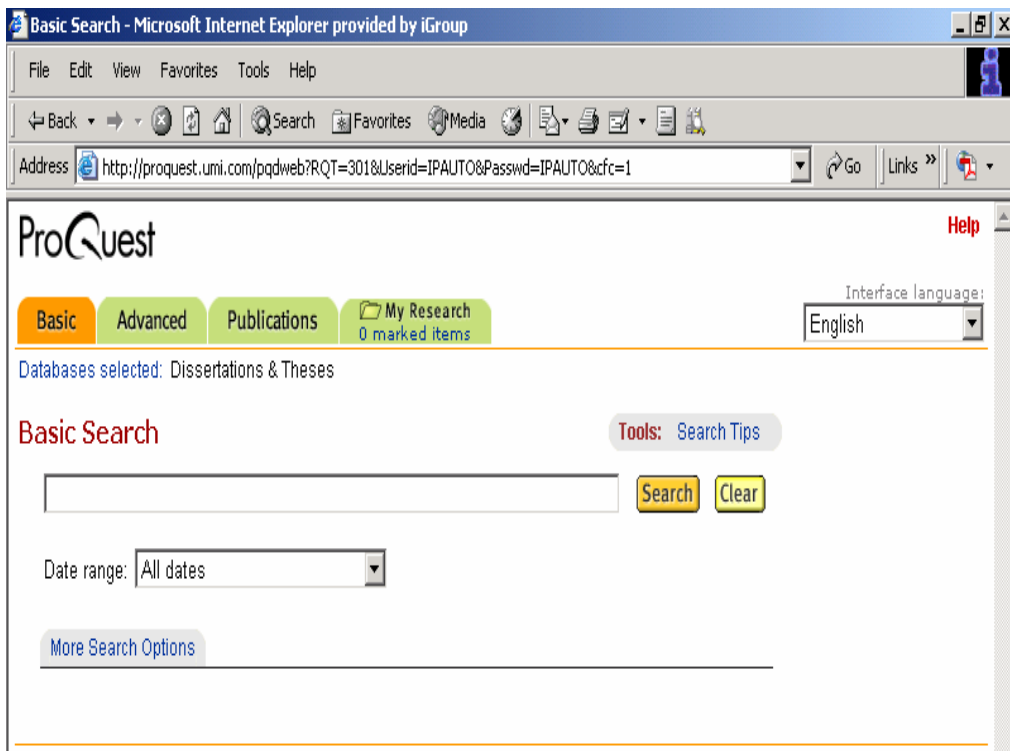 Basic Search - Microsoft Internet Explorer provided by iGroup
File Edit View Favorites Tools Help
Back Search Favorites Media
Address http://proquest.umi.com/pqdweb?RQT=301&Userid=IPAUTO&Passwd=IPAUTO&cfc=1 Go Links »
ProQuest Help
Interface language:
Basic Advanced Publications My Research
0 marked items
English
Databases selected: Dissertations & Theses
Basic Search Tools: Search Tips
Search Clear
Date range: All dates
More Search Options